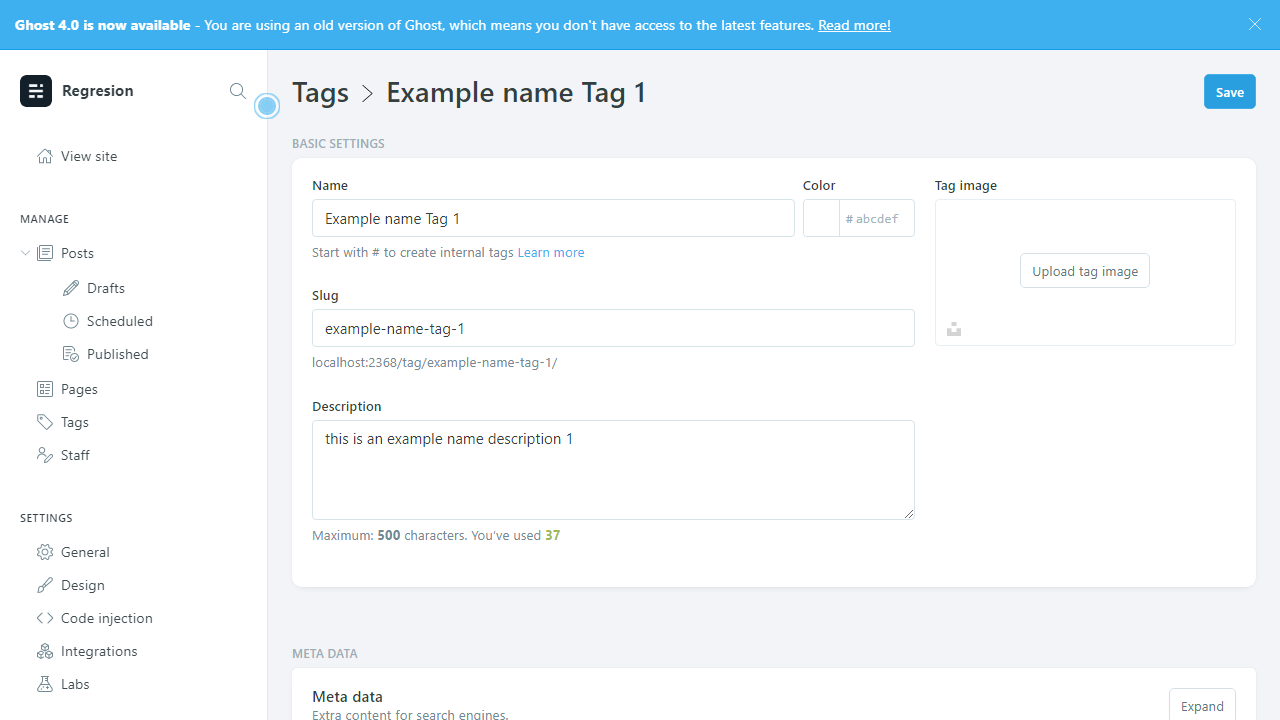 Ghost 4.0 is now available - You are using an old version of Ghost, which means you don't have access to the latest features. Read more!
Regresion
View site
MANAGE
Posts
Drafts
Scheduled
Published
Pages
Tags
Staff
SETTINGS
General
Design
Code injection
Integrations
Labs
Tags > Example name Tag 1
Save
BASIC SETTINGS
Name
Example name Tag 1
Start with # to create internal tags Learn more
Color
# abcdef
Slug
example-name-tag-1
localhost:2368/tag/example-name-tag-1/
Description
this is an example name description 1
Maximum: 500 characters. You've used 37
Tag image
Upload tag image
META DATA
Meta data
Extra content for search engines.
Expand